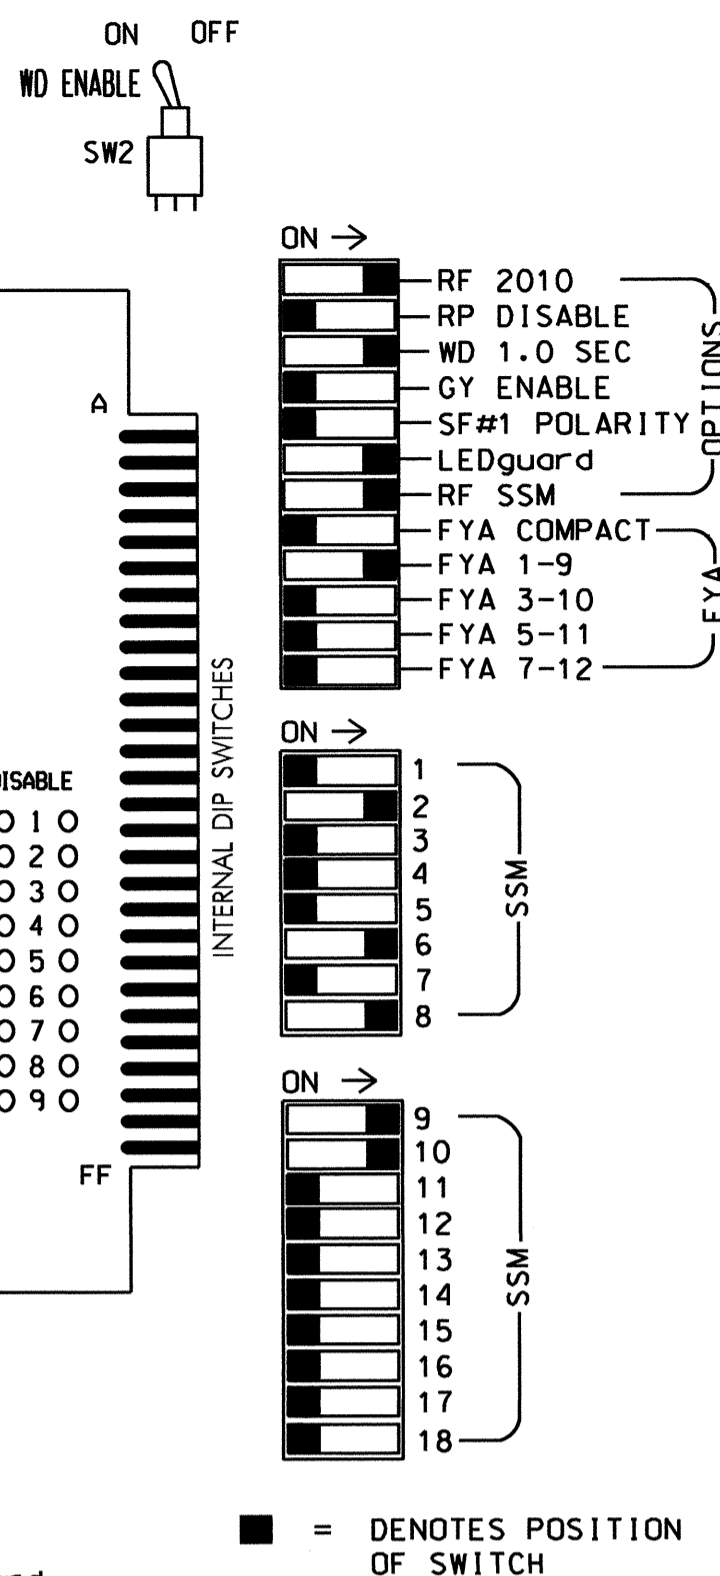 ON OFF
WD ENABLE
SW2
ON →
RF 2010
RP DISABLE
WD 1.0 SEC
GY ENABLE
SF#1 POLARITY
LEDguard
RF SSM
OPTIONS
FYA COMPACT
FYA 1-9
FYA 3-10
FYA 5-11
FYA 7-12
FYA
A
FF
INTERNAL DIP SWITCHES
ISABLE
1
2
3
4
5
6
7
8
9
ON →
1
2
3
4
5
6
7
8
SSM
ON →
9
10
11
12
13
14
15
16
17
18
SSM
= DENOTES POSITION
OF SWITCH